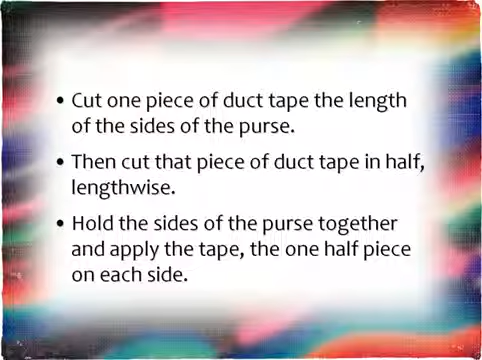 • Cut one piece of duct tape the length
of the sides of the purse.
• Then cut that piece of duct tape in half,
lengthwise.
• Hold the sides of the purse together
and apply the tape, the one half piece
on each side.